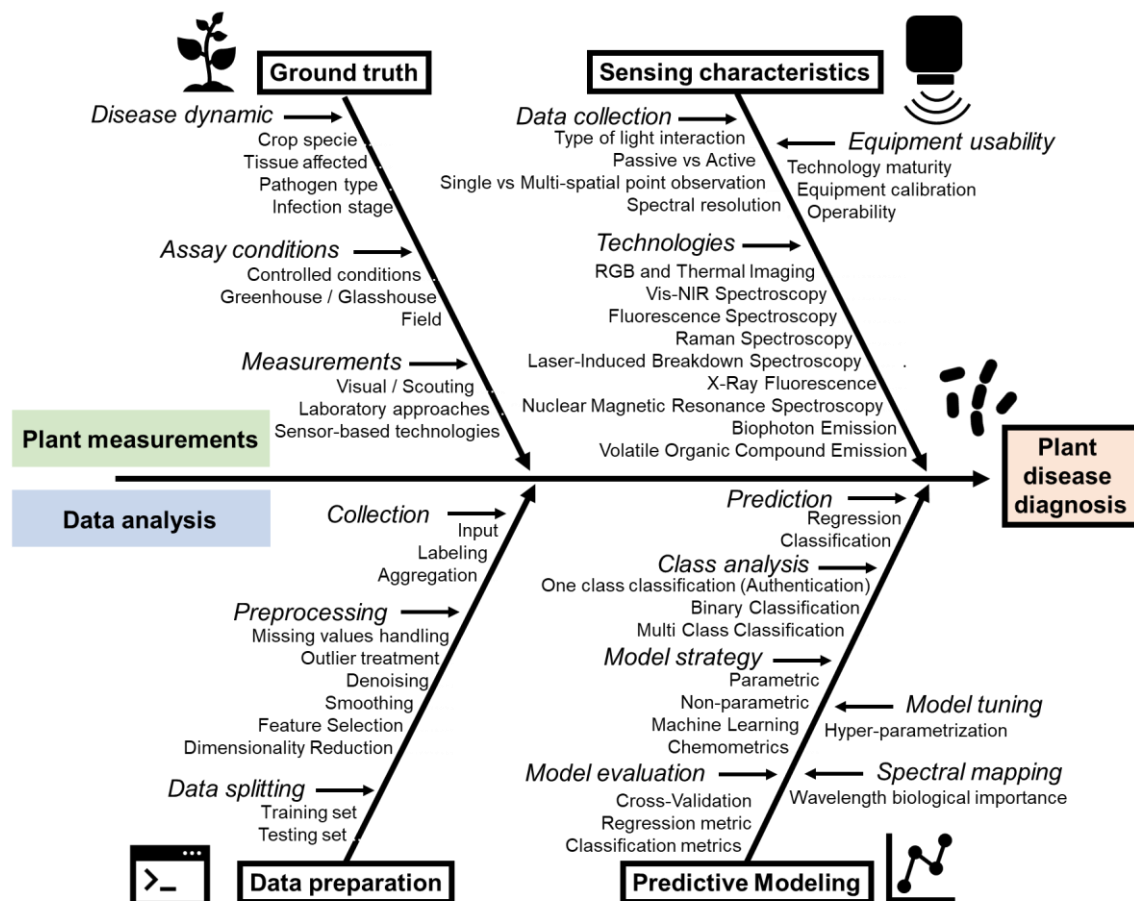 Ground truth
Disease dynamic
Crop specie
Tissue affected
Pathogen type
Infection stage
Assay conditions
Controlled conditions
Greenhouse / Glasshouse
Field
Measurements
Visual / Scouting
Laboratory approaches
Sensor-based technologies
Sensing characteristics
Data collection
Type of light interaction
Passive vs Active
Single vs Multi-spatial point observation
Spectral resolution
Equipment usability
Technology maturity
Equipment calibration
Operability
Technologies
RGB and Thermal Imaging
Vis-NIR Spectroscopy
Fluorescence Spectroscopy
Raman Spectroscopy
Laser-Induced Breakdown Spectroscopy
X-Ray Fluorescence
Nuclear Magnetic Resonance Spectroscopy
Biophoton Emission
Volatile Organic Compound Emission
Plant measurements
Data analysis
Plant
disease
diagnosis
Collection
Input
Labeling
Aggregation
Preprocessing
Missing values handling
Outlier treatment
Denoising
Smoothing
Feature Selection
Dimensionality Reduction
Data splitting
Training set
Testing set
>_
Data preparation
Prediction
Regression
Classification
Class analysis
One class classification (Authentication)
Binary Classification
Multi Class Classification
Model strategy
Parametric
Non-parametric
Machine Learning
Chemometrics
Model tuning
Hyper-parametrization
Model evaluation
Cross-Validation
Regression metric
Classification metrics
Spectral mapping
Wavelength biological importance
Predictive Modeling